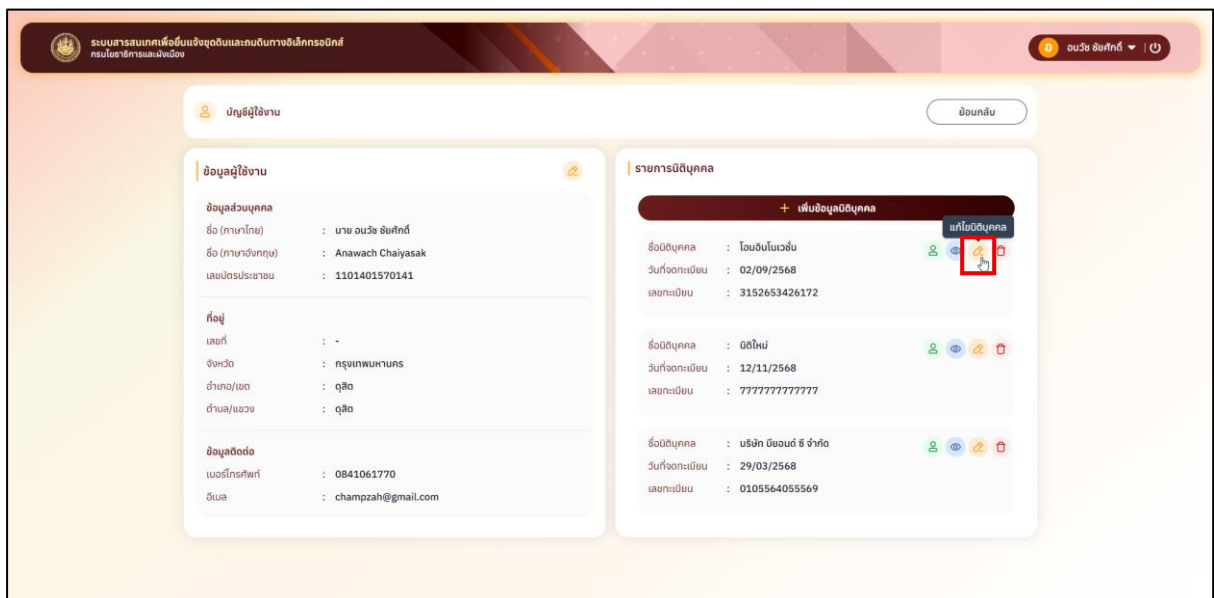 ระบบสารสนเทศเพื่อยื่นแจ้งขุดดินและถมดินทางอิเล็กทรอนิกส์
กรมโยธาธิการและผังเมือง
อ อนวัช ชัยศักดิ์
บัญชีผู้ใช้งาน
ย้อนกลับ
ข้อมูลผู้ใช้งาน
ข้อมูลส่วนบุคคล
ชื่อ (ภาษาไทย) : นาย อนวัช ชัยศักดิ์
ชื่อ (ภาษาอังกฤษ) : Anawach Chaiyasak
เลขบัตรประชาชน : 1101401570141
ที่อยู่
เลขที่ : -
จังหวัด : กรุงเทพมหานคร
อำเภอ/เขต : ดุสิต
ตำบล/แขวง : ดุสิต
ข้อมูลติดต่อ
เบอร์โทรศัพท์ : 0841061770
อีเมล : champzah@gmail.com
รายการนิติบุคคล
+ เพิ่มข้อมูลนิติบุคคล
แก้ไขนิติบุคคล
ชื่อนิติบุคคล : โอมอินโนเวชั่น
วันที่จดทะเบียน : 02/09/2568
เลขทะเบียน : 3152653426172
ชื่อนิติบุคคล : นิติใหม่
วันที่จดทะเบียน : 12/11/2568
เลขทะเบียน : 7777777777777
ชื่อนิติบุคคล : บริษัท บียอนด์ ซี จำกัด
วันที่จดทะเบียน : 29/03/2568
เลขทะเบียน : 0105564055569